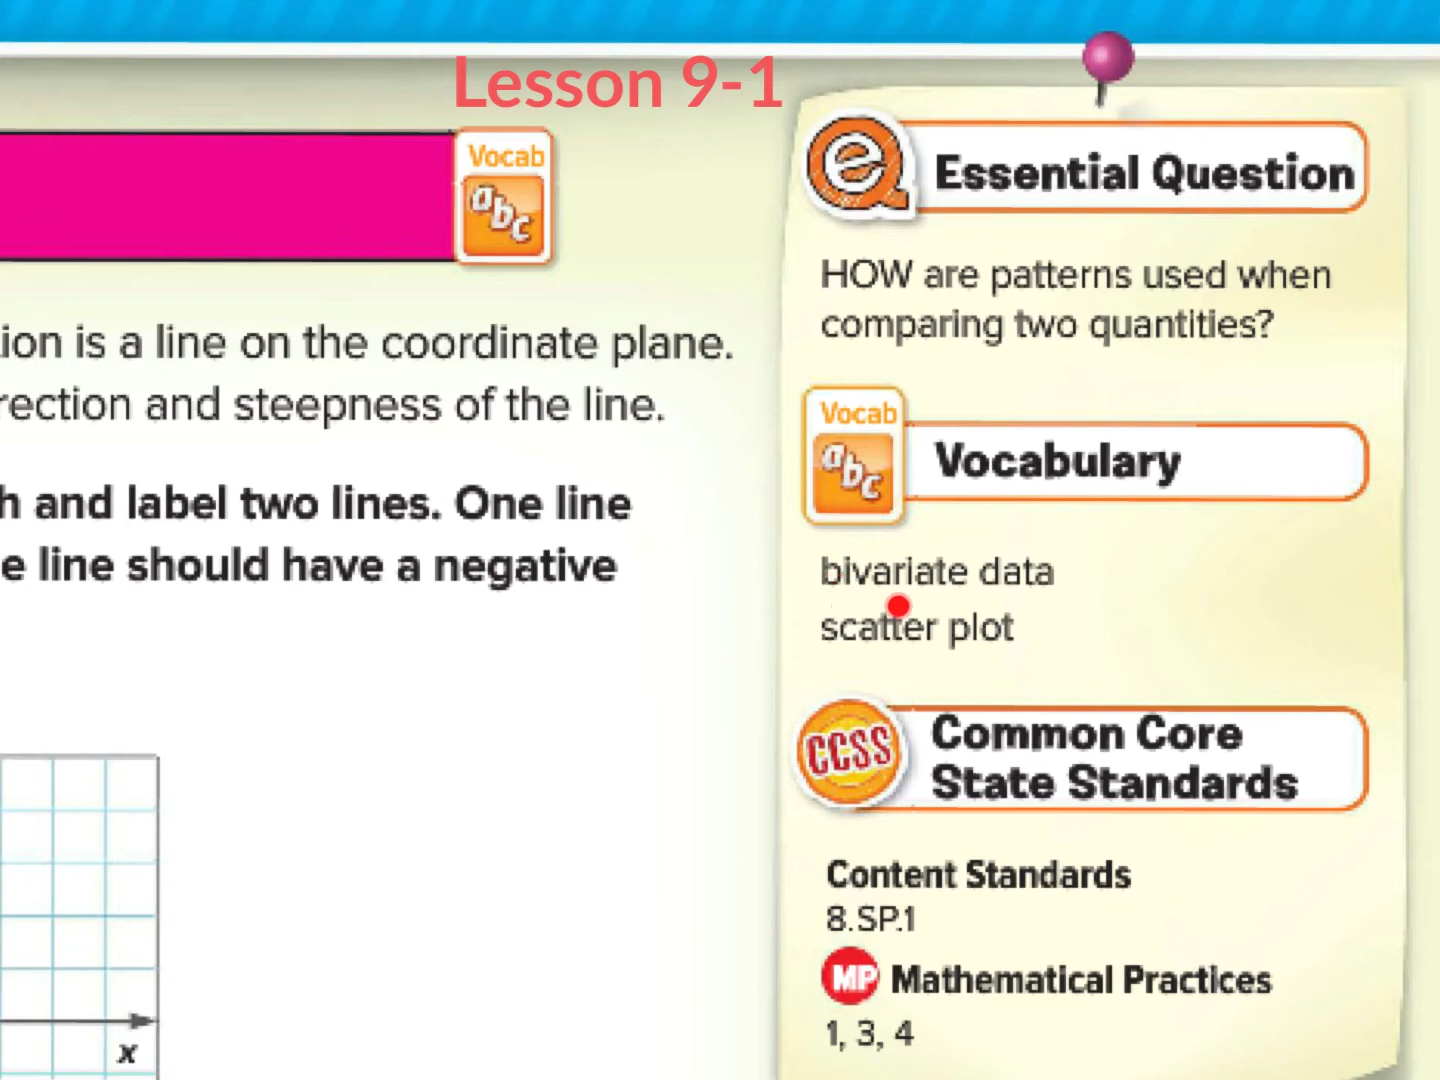 Lesson 9-1
Vocab
abc
ion is a line on the coordinate plane.
rection and steepness of the line.
h and label two lines. One line
e line should have a negative
x
e
Essential Question
HOW are patterns used when
comparing two quantities?
Vocab
abc
Vocabulary
bivariate data
scatter plot
CCSS
Common Core
State Standards
Content Standards
8.SP.1
MP Mathematical Practices
1, 3, 4